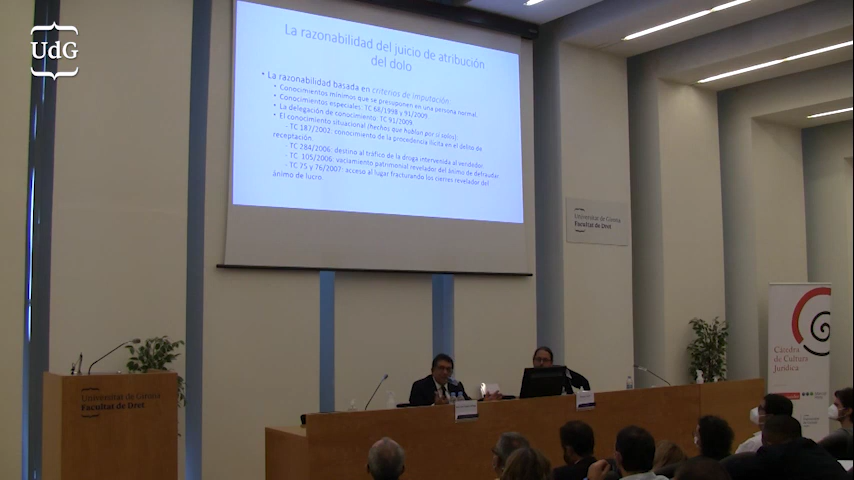 UdG
La razonabilidad del juicio de atribución
del dolo
• La razonabilidad basada en criterios de imputación
• Conocimientos mínimos que se presuponen en una persona normal.
• Conocimientos especiales: TC 68/1998 y 91/2009.
• La delegación de conocimiento: TC 91/2009.
• El conocimiento situacional (hechos que hablan por sí solos):
- TC 187/2002: conocimiento de la procedencia ilícita en el delito de
receptación.
- TC 284/2006: destino al tráfico de la droga intervenida al vendedor.
- TC. 105/2006: vaciamiento patrimonial revelador del ánimo de defraudar.
- TC 75 y 76/2007: acceso al lugar fracturando los cierres revelador del
ánimo de lucro.
Universitat de Girona
Facultat de Dret
Càtedra
de Cultura
Jurídica
Universitat de Girona
Facultat de Dret